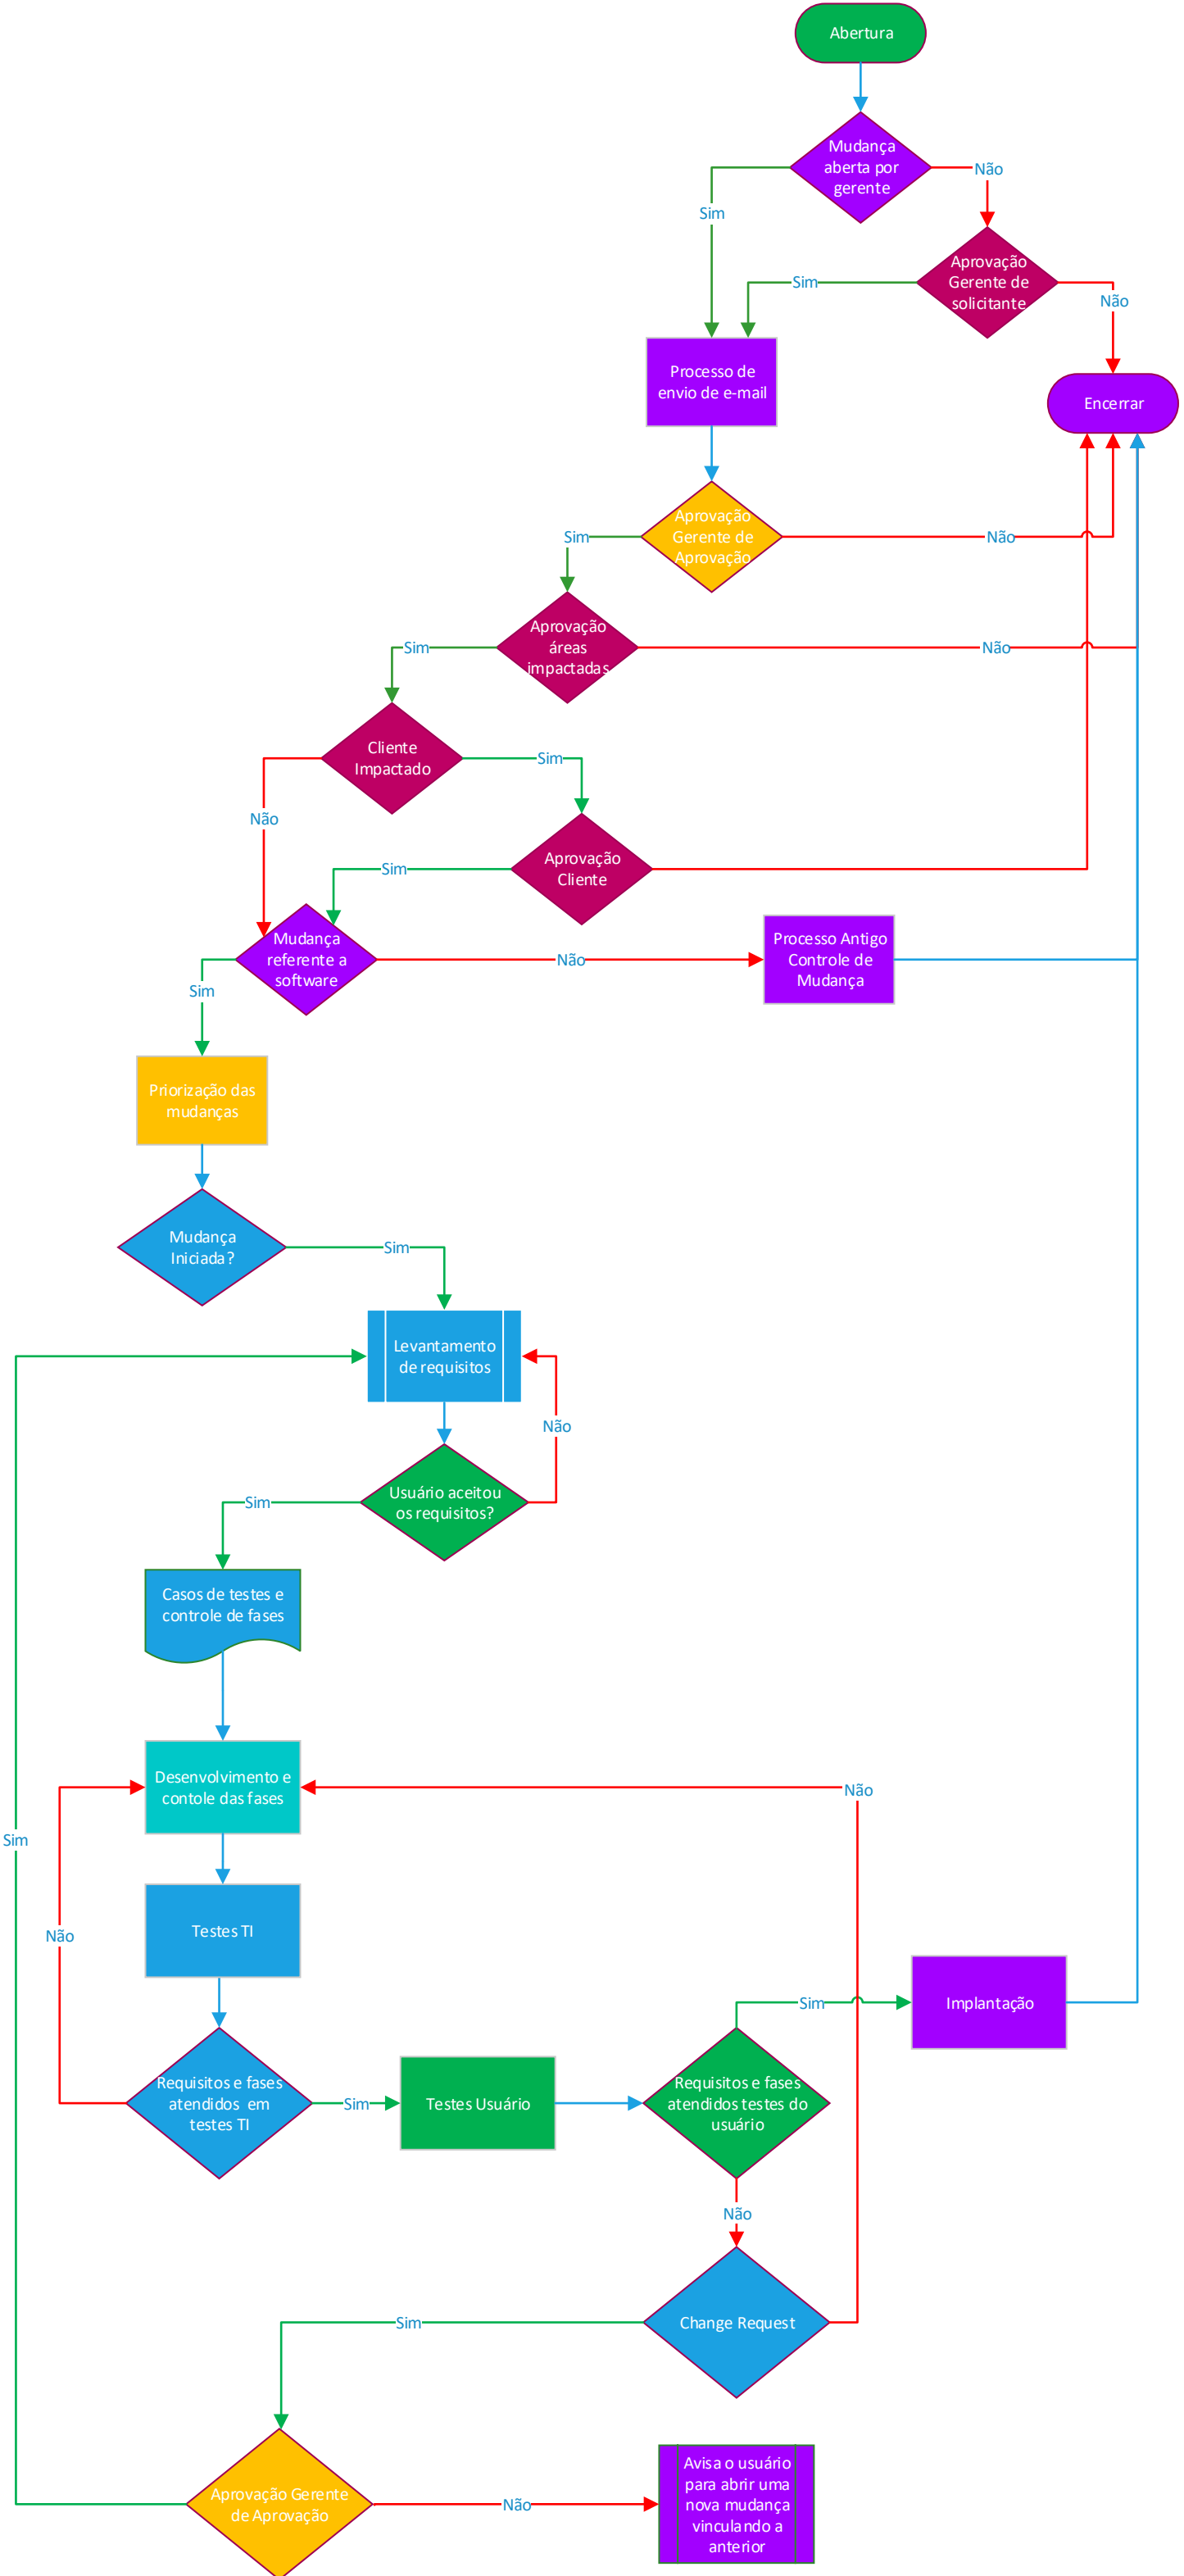 Abertura
Mudança
aberta por
gerente
Não
Sim
Aprovação
Gerente de
solicitante
Sim
Não
Processo de
envio de e-mail
Encerrar
Aprovação
Gerente de
Aprovação
Sim
Não
Aprovação
áreas
impactadas
Sim
Não
Cliente
Impactado
Sim
Não
Aprovação
Cliente
Sim
Mudança
referente a
software
Não
Processo Antigo
Controle de
Mudança
Sim
Priorização das
mudanças
Mudança
Iniciada?
Sim
Levantamento
de requisitos
Não
Usuário aceitou
os requisitos?
Sim
Casos de testes e
controle de fases
Desenvolvimento e
contole das fases
Não
Sim
Testes TI
Não
Sim
Implantação
Requisitos e fases
atendidos em
testes TI
Sim
Testes Usuário
Requisitos e fases
atendidos testes do
usuário
Não
Change Request
Sim
Aprovação Gerente
de Aprovação
Não
Avisa o usuário
para abrir uma
nova mudança
vinculando a
anterior